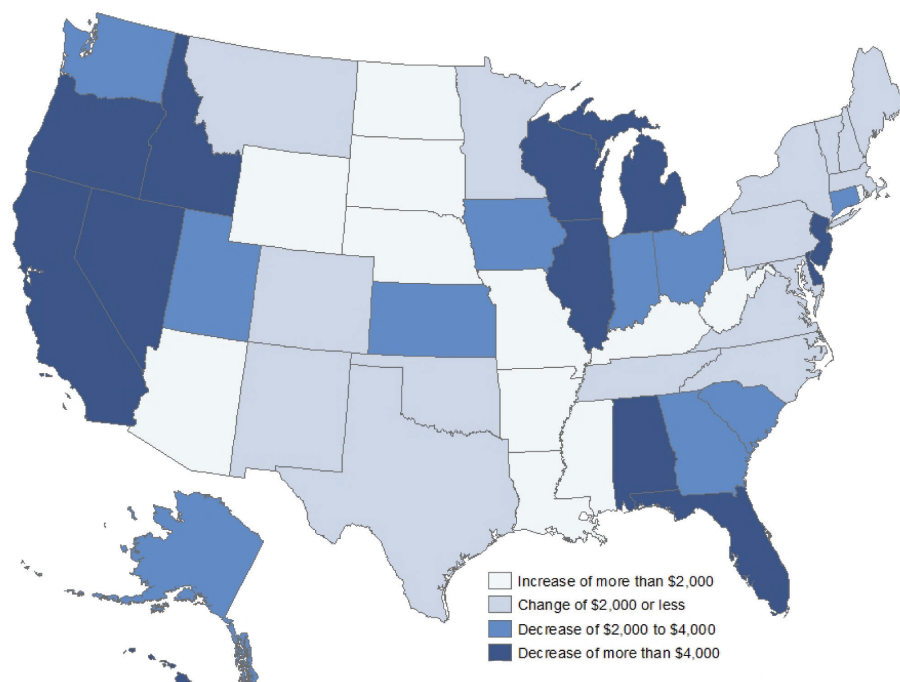 Increase of more than $2,000
Change of $2,000 or less
Decrease of $2,000 to $4,000
Decrease of more than $4,000